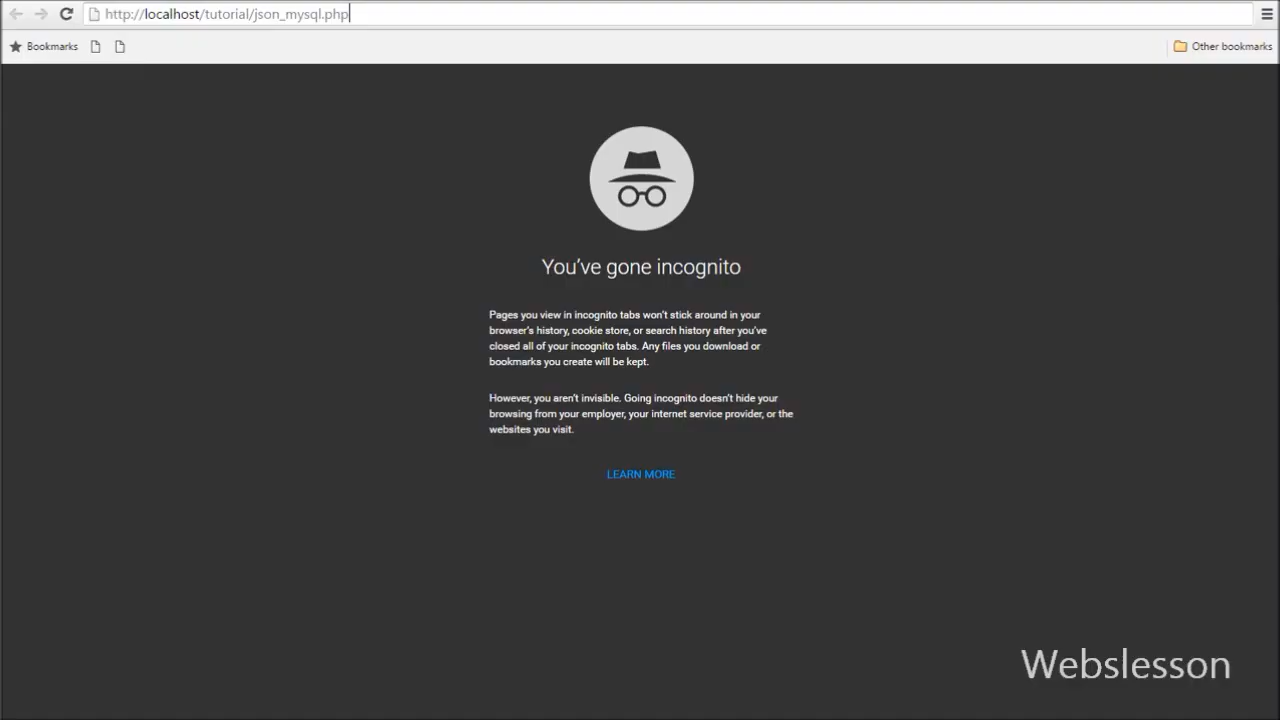 http://localhost/tutorial/json_mysql.php
Bookmarks
Other bookmarks
You've gone incognito
Pages you view in incognito tabs won't stick around in your
browser's history, cookie store, or search history after you've
closed all of your incognito tabs. Any files you download or
bookmarks you create will be kept.
However, you aren't invisible. Going incognito doesn't hide your
browsing from your employer, your internet service provider, or the
websites you visit.
LEARN MORE
Webslesson